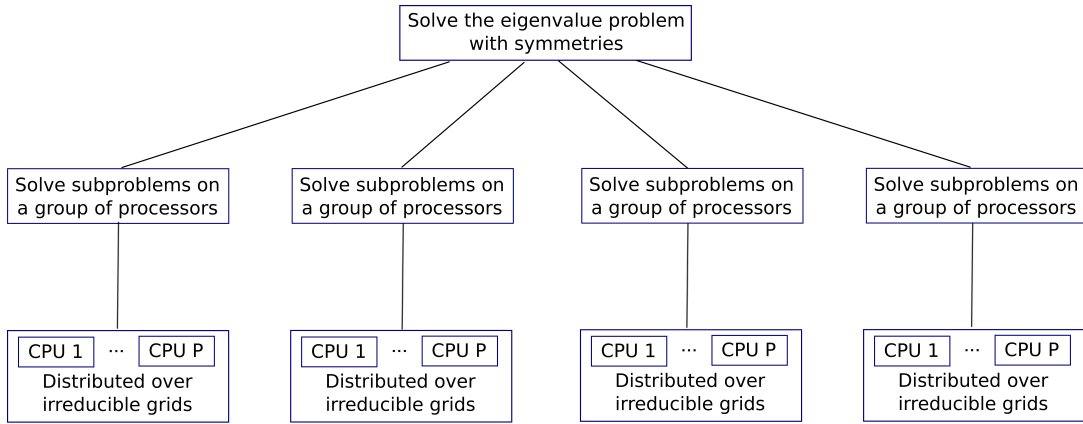 Solve the eigenvalue problem
with symmetries
Solve subproblems on
a group of processors
Solve subproblems on
a group of processors
Solve subproblems on
a group of processors
Solve subproblems on
a group of processors
CPU 1 ... CPU P
Distributed over
irreducible grids
CPU 1 ... CPU P
Distributed over
irreducible grids
CPU 1 ... CPU P
Distributed over
irreducible grids
CPU 1 ... CPU P
Distributed over
irreducible grids